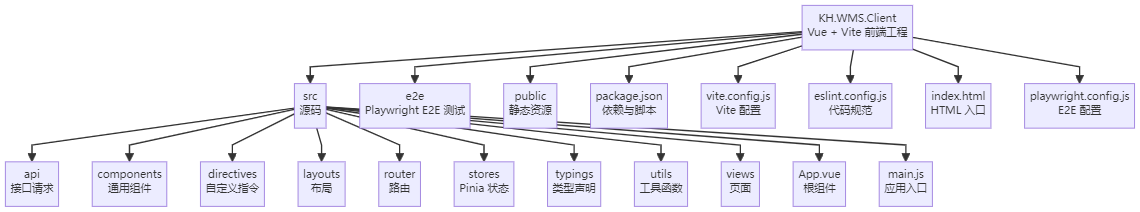 KH.WMS.Client
Vue + Vite 前端工程
src
源码
e2e
Playwright E2E 测试
public
静态资源
package.json
依赖与脚本
vite.config.js
Vite 配置
eslint.config.js
代码规范
index.html
HTML 入口
playwright.config.js
E2E 配置
api
接口请求
components
通用组件
directives
自定义指令
layouts
布局
router
路由
stores
Pinia 状态
typings
类型声明
utils
工具函数
views
页面
App.vue
根组件
main.js
应用入口